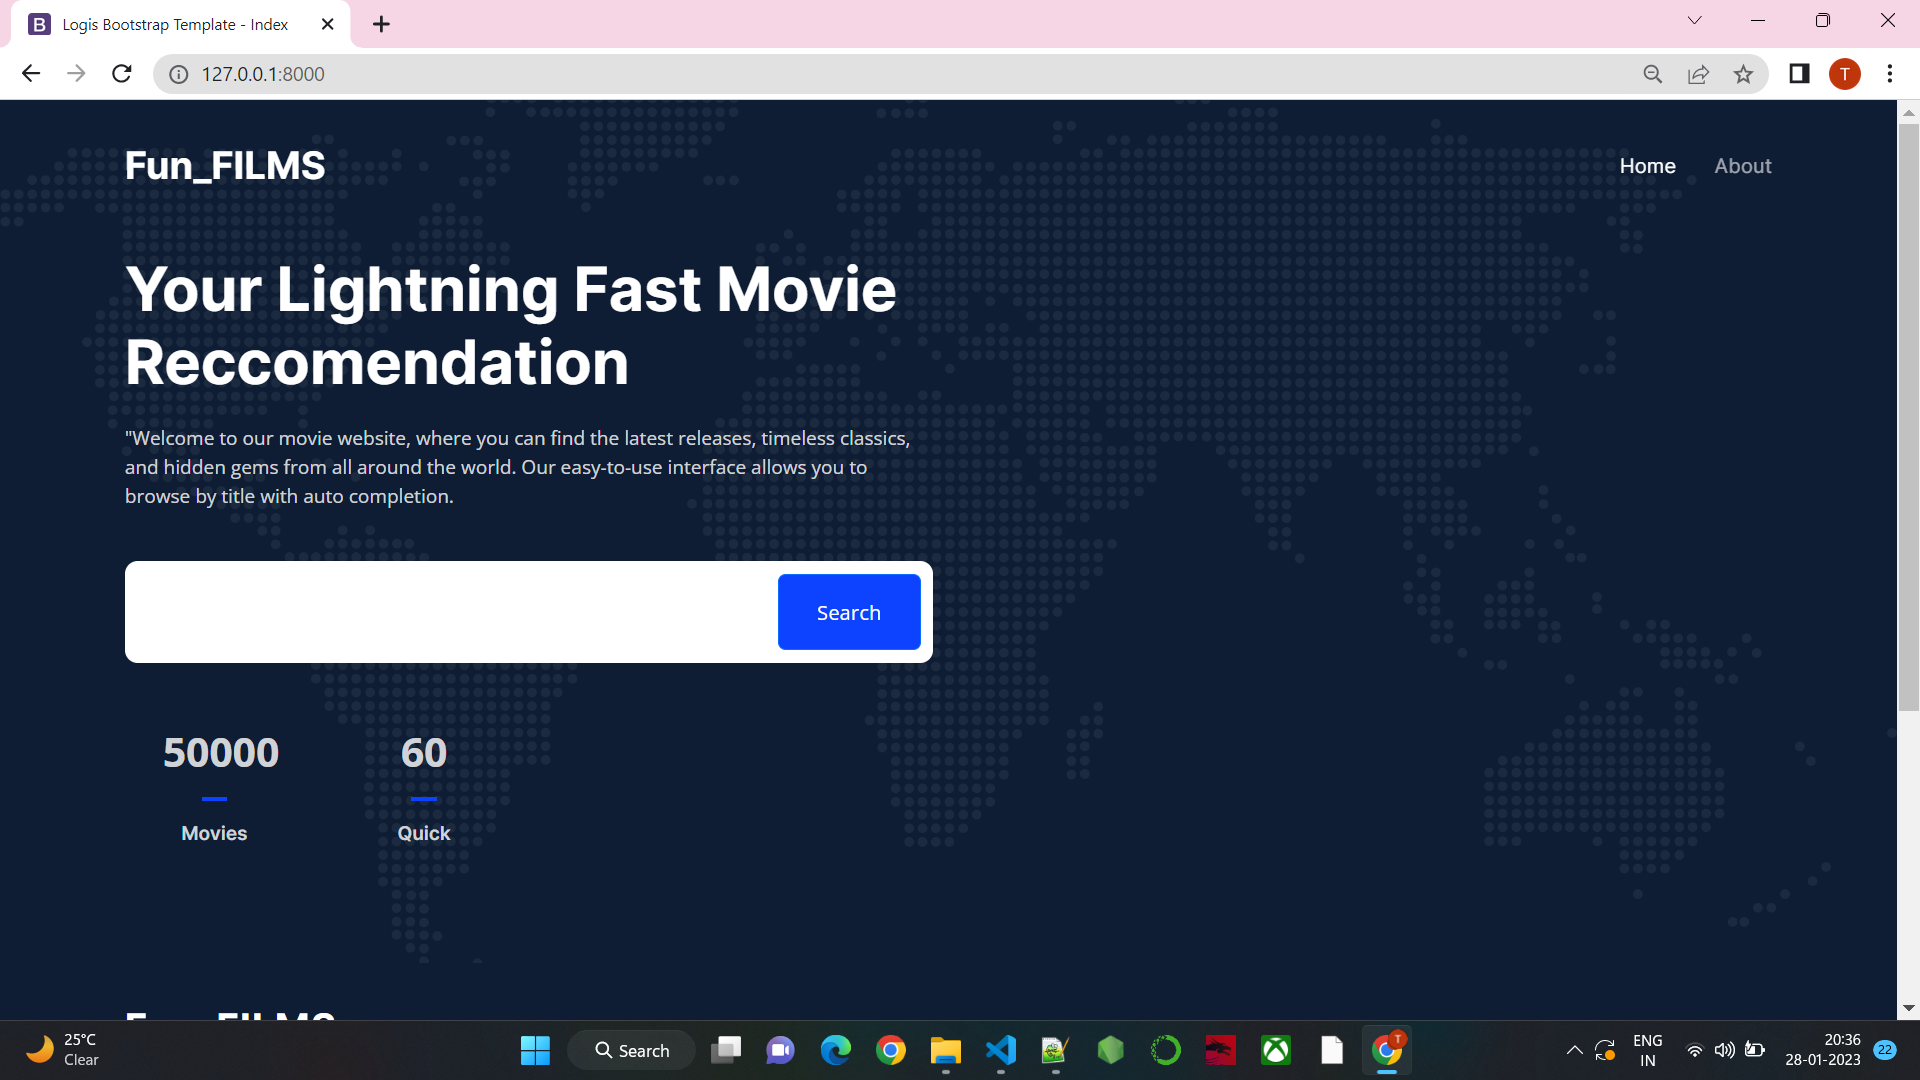 Logis Bootstrap Template - Index
127.0.0.1:8000
T
Fun_FILMS
Home
About
Your Lightning Fast Movie
Reccomendation
"Welcome to our movie website, where you can find the latest releases, timeless classics,
and hidden gems from all around the world. Our easy-to-use interface allows you to
browse by title with auto completion.
Search
50000
60
Movies
Quick
Fun_FILMS
25°C
Clear
Search
T
ENG
IN
20:36
28-01-2023
22